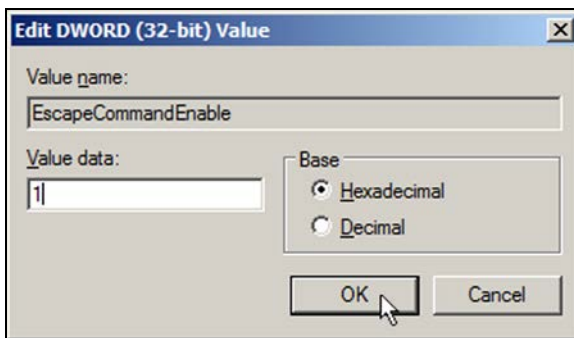 Edit DWORD (32-bit) Value
Value name:
EscapeCommandEnable
Value data:
1
Base
Hexadecimal
Decimal
OK
Cancel